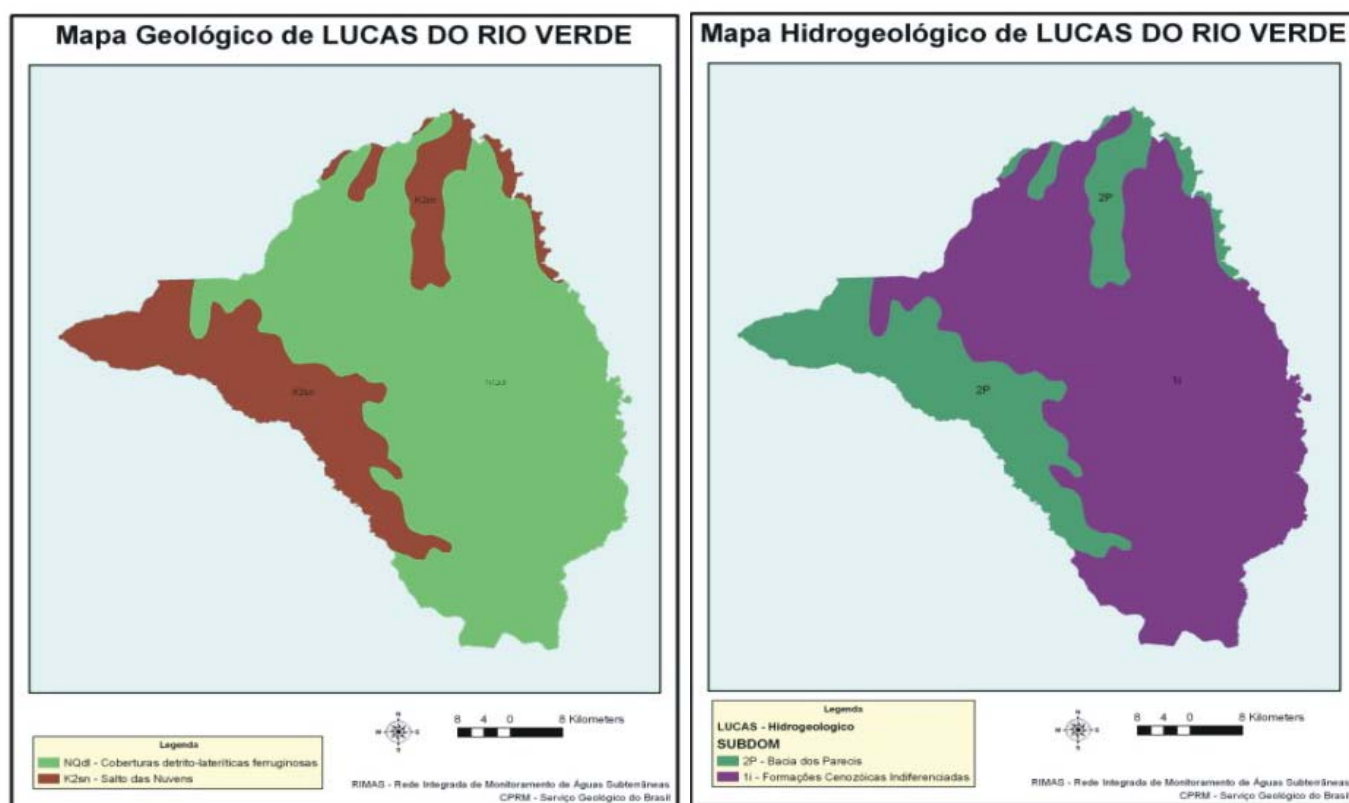 Mapa Geológico de LUCAS DO RIO VERDE
K2sn
K2sn
Legenda
NQdl - Coberturas detrito-lateríticas ferruginosas
K2sn - Salto das Nuvens
N
S
8 4 0 8 Kilometers
RIMAS - Rede Integrada de Monitoramento de Águas Subterrâneas
CPRM - Serviço Geológico do Brasil
Mapa Hidrogeológico de LUCAS DO RIO VERDE
2P
2P
1i
Legenda
LUCAS - Hidrogeologico
SUBDOM
2P - Bacia dos Parecis
1i - Formações Cenozóicas Indiferenciadas
N
S
8 4 0 8 Kilometers
RIMAS - Rede Integrada de Monitoramento de Águas Subterrâneas
CPRM - Serviço Geológico do Brasil